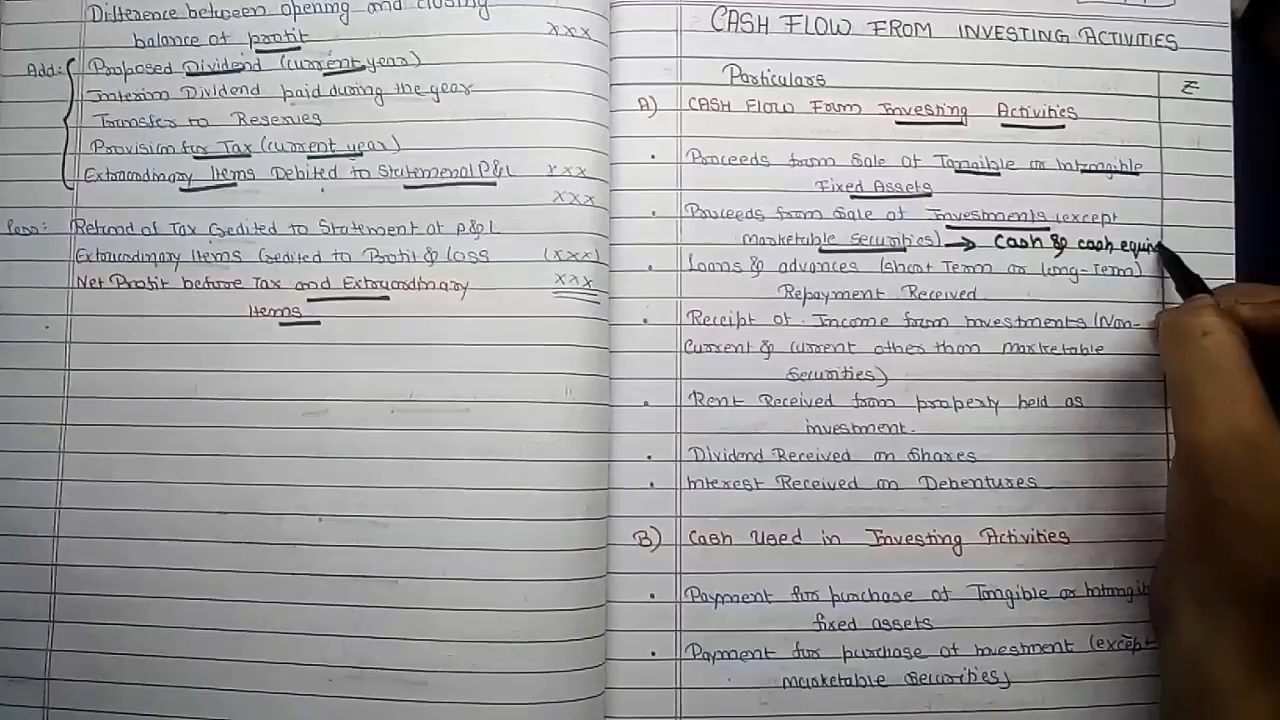 Difference between opening and closing
balance of profit xxx
Add: Proposed Dividend (current year)
Interim Dividend paid during the year
Transfer to Reserves
Provision for Tax (current year)
Extraordinary Items Debited to Statement of P&L xxx
xxx
Less: Refund of Tax Credited to Statement of P&L
Extraordinary Items Credited to Profit & loss (xxx)
Net Profit before Tax and Extraordinary xxx
Items
CASH FLOW FROM INVESTING ACTIVITIES
Particulars ₹
A) CASH Flow From Investing Activities
• Proceeds from Sale of Tangible or Intangible
Fixed Assets
• Proceeds from Sale of Investments (except
marketable securities) → Cash & cash equiv
• Loans & advances (Short Term or Long-Term)
Repayment Received
• Receipt of Income from Investments (Non-
Current & current other than marketable
Securities)
• Rent Received from property held as
investment.
• Dividend Received on Shares
• Interest Received on Debentures
B) Cash Used in Investing Activities
• Payment for purchase of Tangible or Intangib
fixed assets
• Payment for purchase of Investment (except
marketable securities)